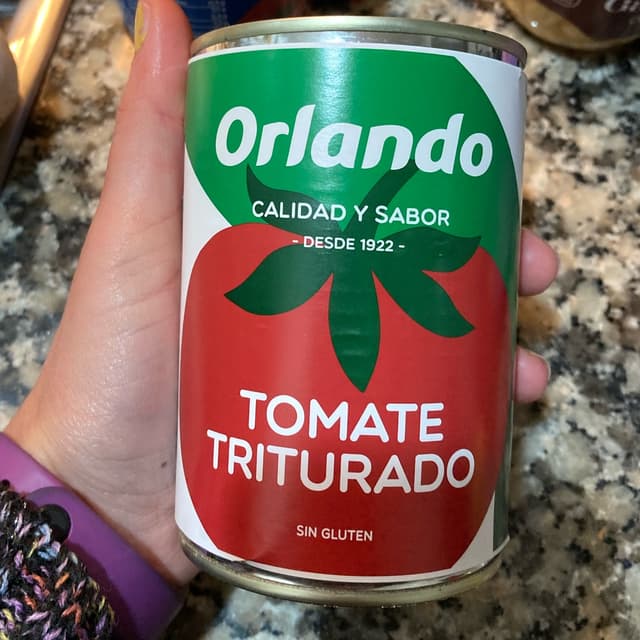 Orlando
CALIDAD Y SABOR
- DESDE 1922 -
TOMATE
TRITURADO
SIN GLUTEN